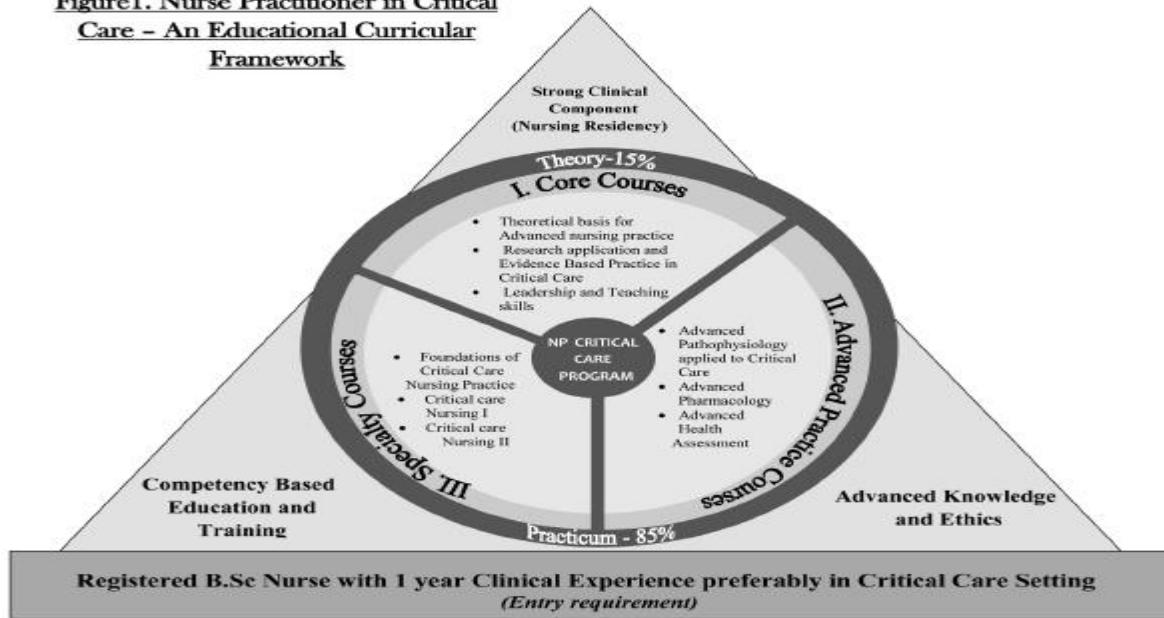 Figure1. Nurse Practitioner in Critical
Care – An Educational Curricular
Framework
Strong Clinical
Component
(Nursing Residency)
Theory-15%
I. Core Courses
• Theoretical basis for
Advanced nursing practice
• Research application and
Evidence Based Practice in
Critical Care
• Leadership and Teaching
skills
II. Advanced Practice Courses
• Advanced
Pathophysiology
applied to Critical
Care
• Advanced
Pharmacology
• Advanced
Health
Assessment
NP CRITICAL
CARE
PROGRAM
III. Specialty Courses
• Foundations of
Critical Care
Nursing Practice
• Critical care
Nursing I
• Critical care
Nursing II
Practicum - 85%
Competency Based
Education and
Training
Advanced Knowledge
and Ethics
Registered B.Sc Nurse with 1 year Clinical Experience preferably in Critical Care Setting
(Entry requirement)